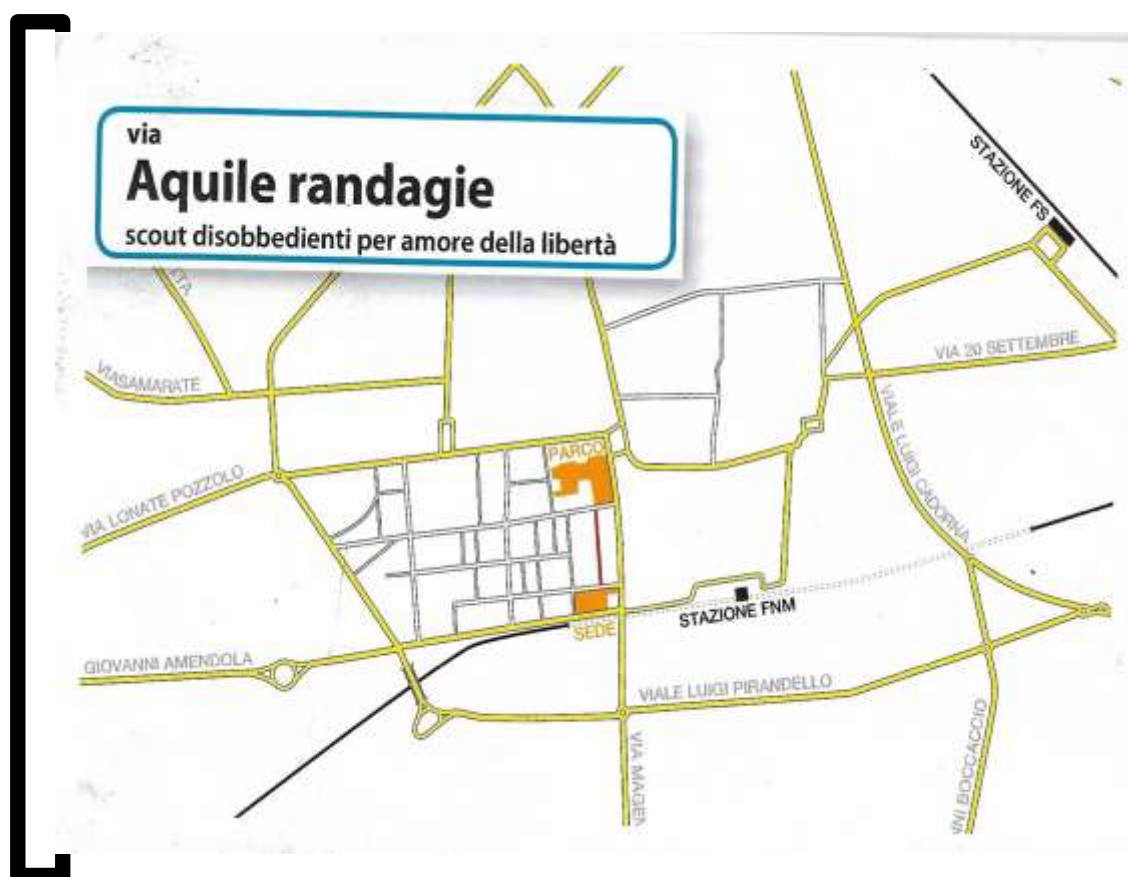 via
Aquile randagie
scout disobbedienti per amore della libertà
STAZIONE FS
VIA 20 SETTEMBRE
VIASAMARATE
VIALE LUIGI CADORNA
PARCO
VIA LONATE POZZOLO
STAZIONE FNM
SEDE
GIOVANNI AMENDOLA
VIALE LUIGI PIRANDELLO
VIA MAGEN
NNI BOCCACCIO